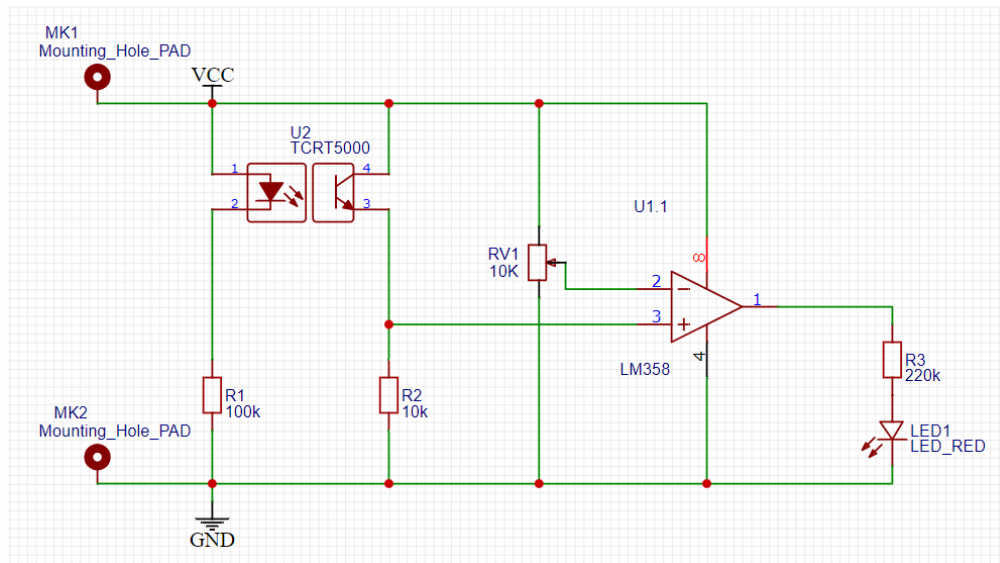 MK1
Mounting_Hole_PAD
VCC
U2
TCRT5000
1
4
2
3
U1.1
8
RV1
10K
2
1
3
4
LM358
R3
220k
R1
100k
R2
10k
MK2
Mounting_Hole_PAD
LED1
LED_RED
GND